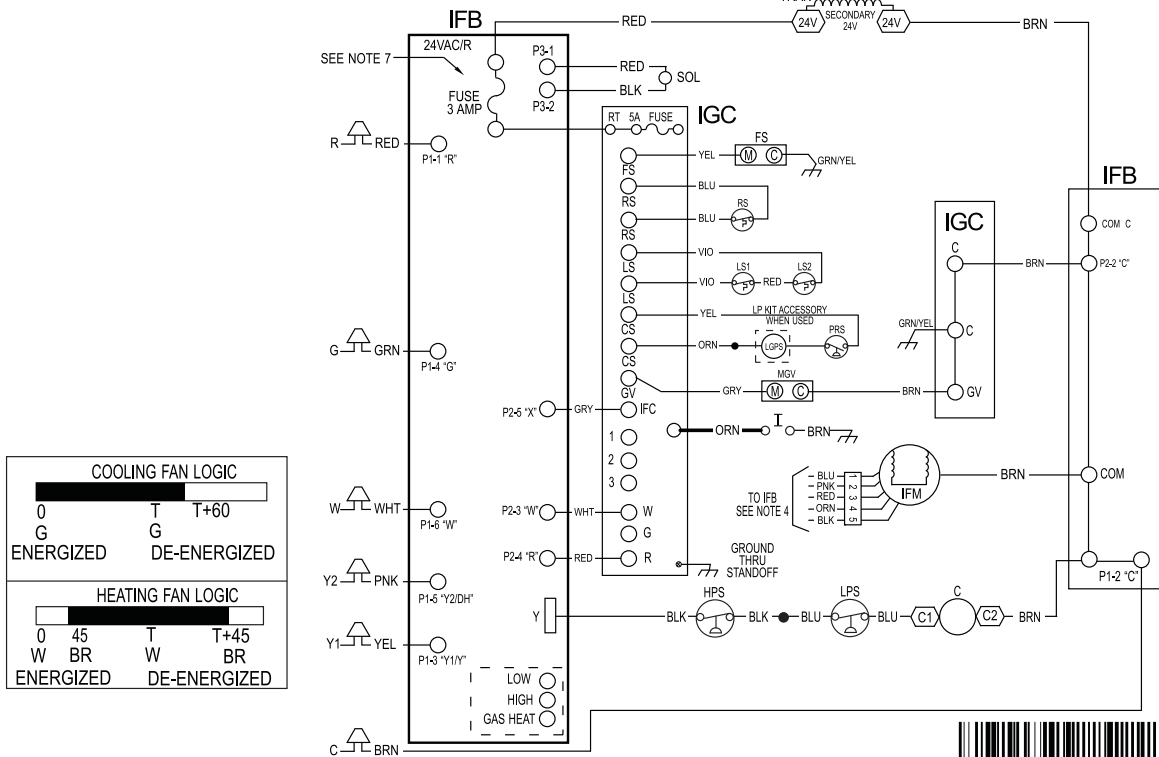 RED
SECONDARY
24V
24V
24V
BRN
IFB
24VAC/R
SEE NOTE 7
FUSE
3 AMP
P3-1
RED
SOL
BLK
P3-2
R RED
P1-1 "R"
RT 5A FUSE
IGC
FS
YEL
M C
GRN/YEL
FS
BLU
RS
BLU
RS
RS
VIO
LS
VIO LS1 RED LS2
LS
YEL
LP KIT ACCESSORY
WHEN USED
CS
ORN
LGPS
PRS
CS
MGV
GRY
M C
BRN
GV
IFB
IGC
C
COM C
BRN
P2-2 "C"
GRN/YEL
C
GV
G GRN
P1-4 "G"
P2-5 "X"
GRY
IFC
ORN
BRN
1
2
3
BLU
PNK
RED
ORN
BLK
1
2
3
4
5
IFM
TO IFB
SEE NOTE 4
BRN
COM
W WHT
P1-6 "W"
P2-3 "W"
WHT
W
G
P2-4 "R"
RED
R
GROUND
THRU
STANDOFF
P1-2 "C"
Y2 PNK
P1-5 "Y2/DH"
Y
BLK
HPS
BLK
BLU
LPS
BLU
C1
C
C2
BRN
Y1 YEL
P1-3 "Y1/Y"
LOW
HIGH
GAS HEAT
C BRN
COOLING FAN LOGIC
0 T T+60
G G
ENERGIZED DE-ENERGIZED
HEATING FAN LOGIC
0 45 T T+45
W BR W BR
ENERGIZED DE-ENERGIZED